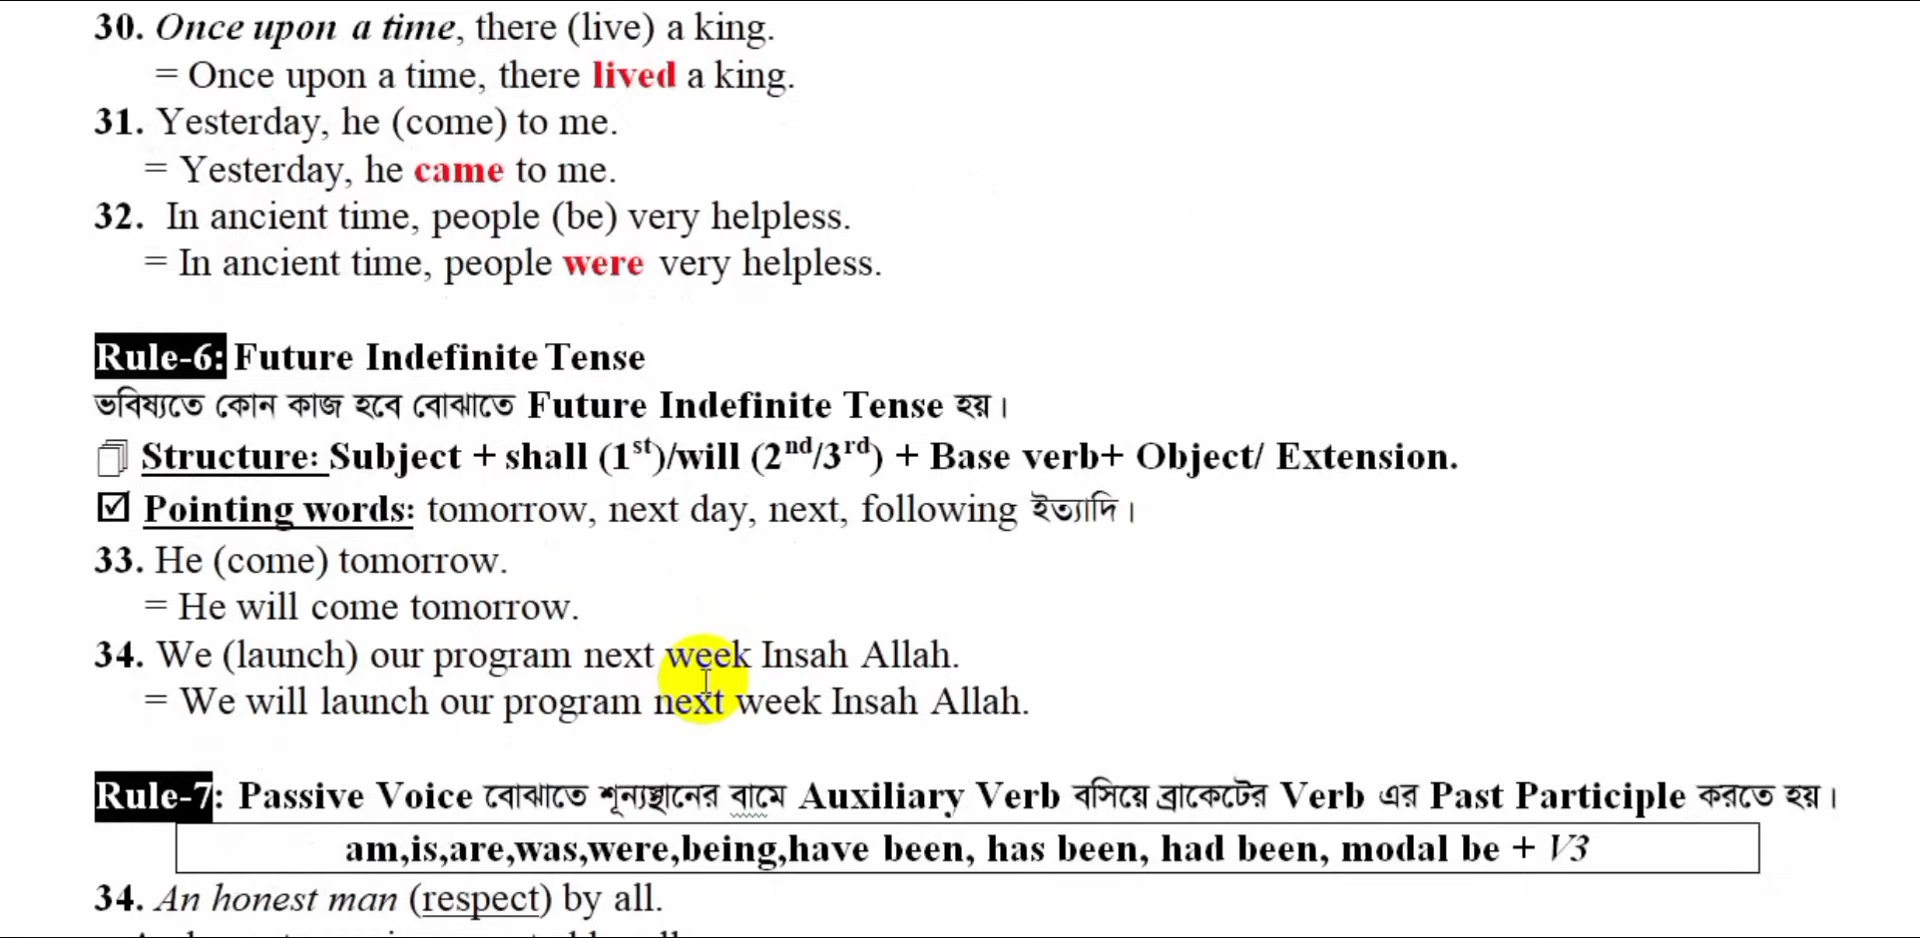 30. Once upon a time, there (live) a king.
= Once upon a time, there lived a king.
31. Yesterday, he (come) to me.
= Yesterday, he came to me.
32. In ancient time, people (be) very helpless.
= In ancient time, people were very helpless.
Rule-6: Future Indefinite Tense
ভবিষ্যতে কোন কাজ হবে বোঝাতে Future Indefinite Tense হয়।
Structure: Subject + shall (1st)/will (2nd/3rd) + Base verb+ Object/ Extension.
Pointing words: tomorrow, next day, next, following ইত্যাদি।
33. He (come) tomorrow.
= He will come tomorrow.
34. We (launch) our program next week Insah Allah.
= We will launch our program next week Insah Allah.
Rule-7: Passive Voice বোঝাতে শূন্যস্থানের বামে Auxiliary Verb বসিয়ে ব্রাকেটের Verb এর Past Participle করতে হয়।
am,is,are,was,were,being,have been, has been, had been, modal be + V3
34. An honest man (respect) by all.